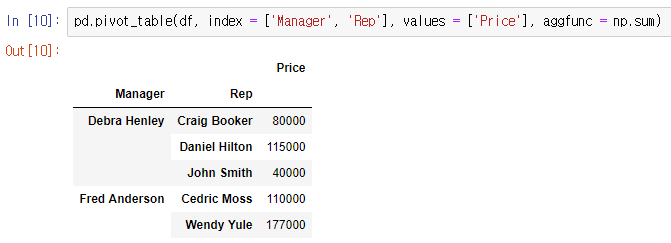 In [10]: pd.pivot_table(df, index = ['Manager', 'Rep'], values = ['Price'], aggfunc = np.sum)
Out[10]:
Price
Manager Rep
Debra Henley Craig Booker 80000
Daniel Hilton 115000
John Smith 40000
Fred Anderson Cedric Moss 110000
Wendy Yule 177000